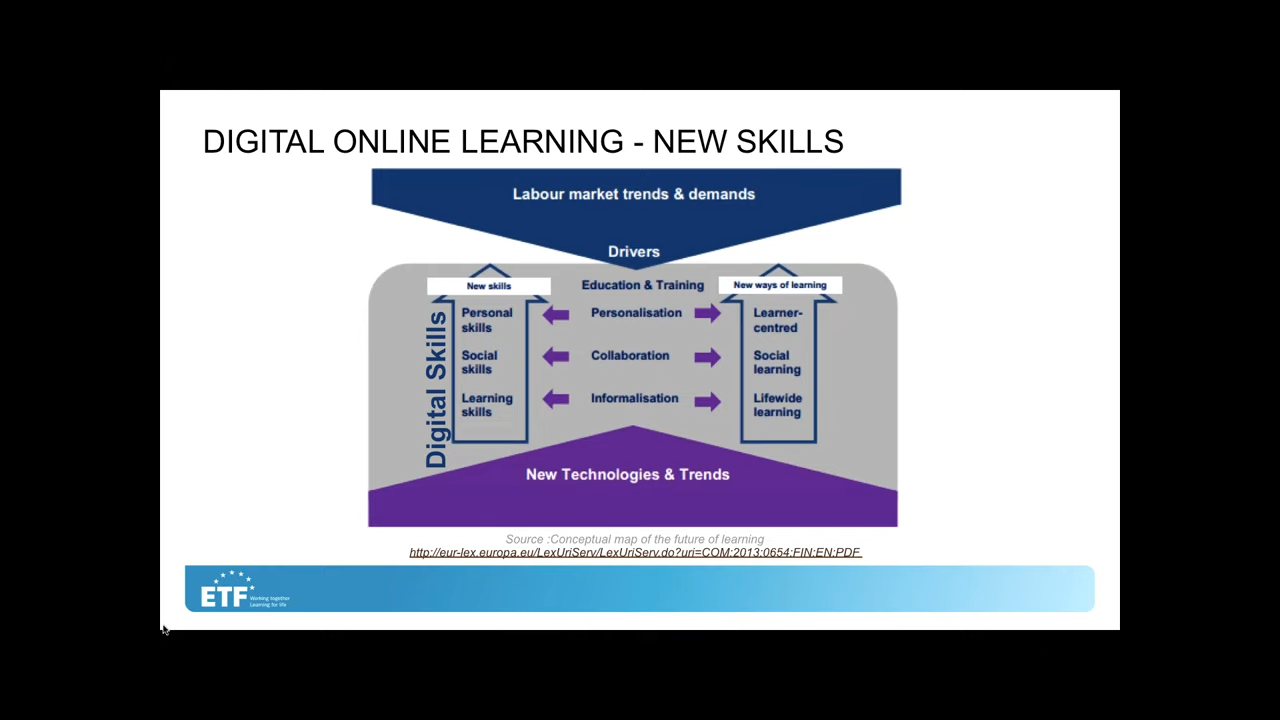 DIGITAL ONLINE LEARNING - NEW SKILLS
Labour market trends & demands
Drivers
New skills
Education & Training
New ways of learning
Digital Skills
Personal
skills
Personalisation
Learner-
centred
Social
skills
Collaboration
Social
learning
Learning
skills
Informalisation
Lifewide
learning
New Technologies & Trends
Source :Conceptual map of the future of learning
http://eur-lex.europa.eu/LexUriServ/LexUriServ.do?uri=COM:2013:0654:FIN:EN:PDF
ETF
Working together
Learning for life